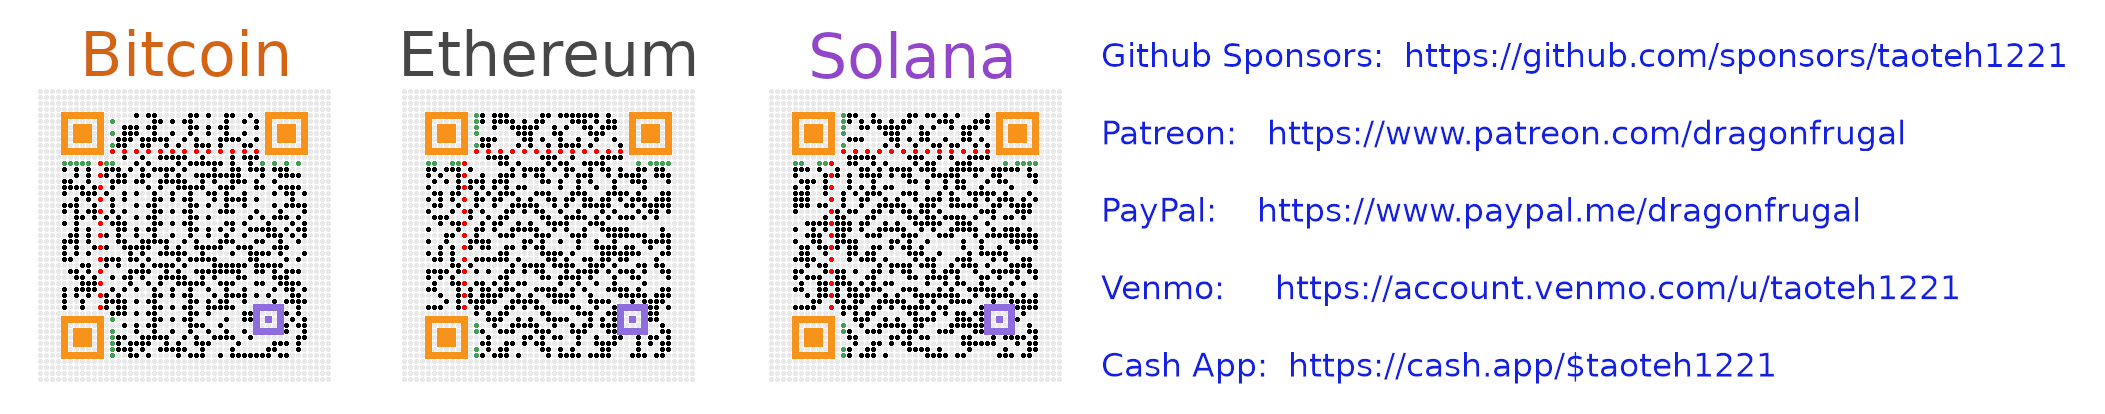 Bitcoin Ethereum Solana
Github Sponsors: https://github.com/sponsors/taoteh1221
Patreon: https://www.patreon.com/dragonfrugal
PayPal: https://www.paypal.me/dragonfrugal
Venmo: https://account.venmo.com/u/taoteh1221
Cash App: https://cash.app/$taoteh1221